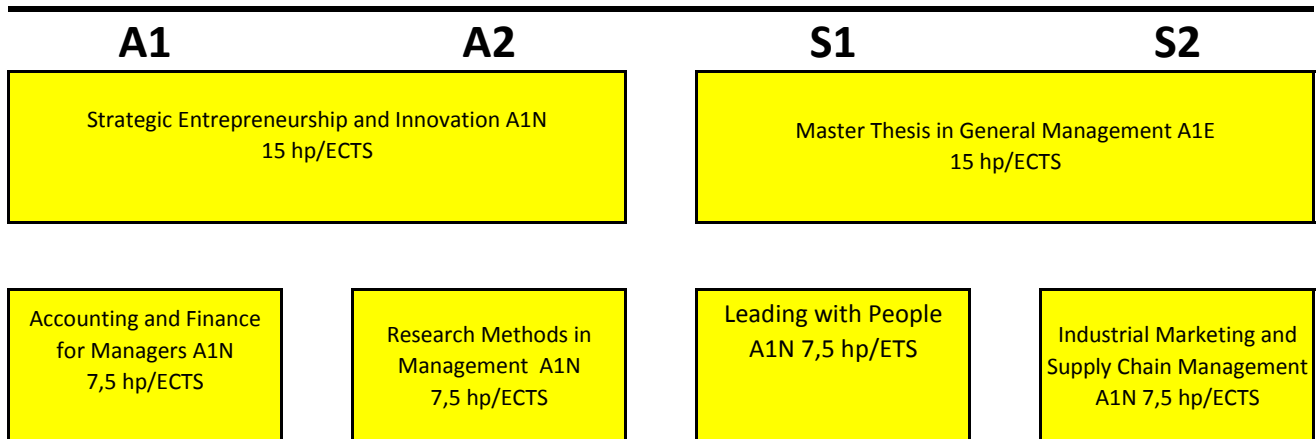 A1 A2 S1 S2
Strategic Entrepreneurship and Innovation A1N
15 hp/ECTS
Master Thesis in General Management A1E
15 hp/ECTS
Accounting and Finance
for Managers A1N
7,5 hp/ECTS
Research Methods in
Management A1N
7,5 hp/ECTS
Leading with People
A1N 7,5 hp/ETS
Industrial Marketing and
Supply Chain Management
A1N 7,5 hp/ECTS